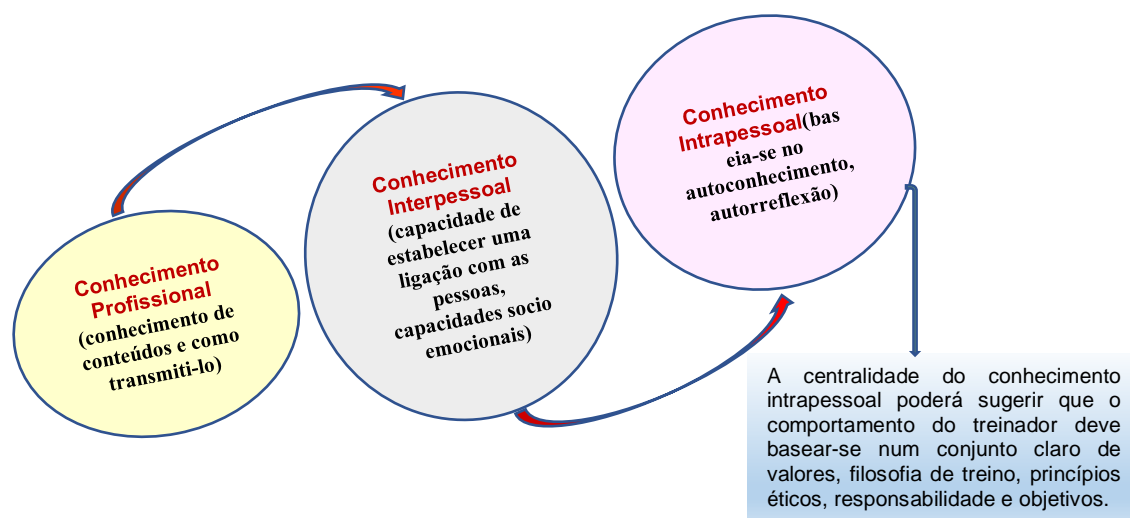 Conhecimento
Profissional
(conhecimento de
conteúdos e como
transmiti-lo)
Conhecimento
Interpessoal
(capacidade de
estabelecer uma
ligação com as
pessoas,
capacidades socio
emocionais)
Conhecimento
Intrapessoal(bas
eia-se no
autoconhecimento,
autorreflexão)
A centralidade do conhecimento
intrapessoal poderá sugerir que o
comportamento do treinador deve
basear-se num conjunto claro de
valores, filosofia de treino, princípios
éticos, responsabilidade e objetivos.